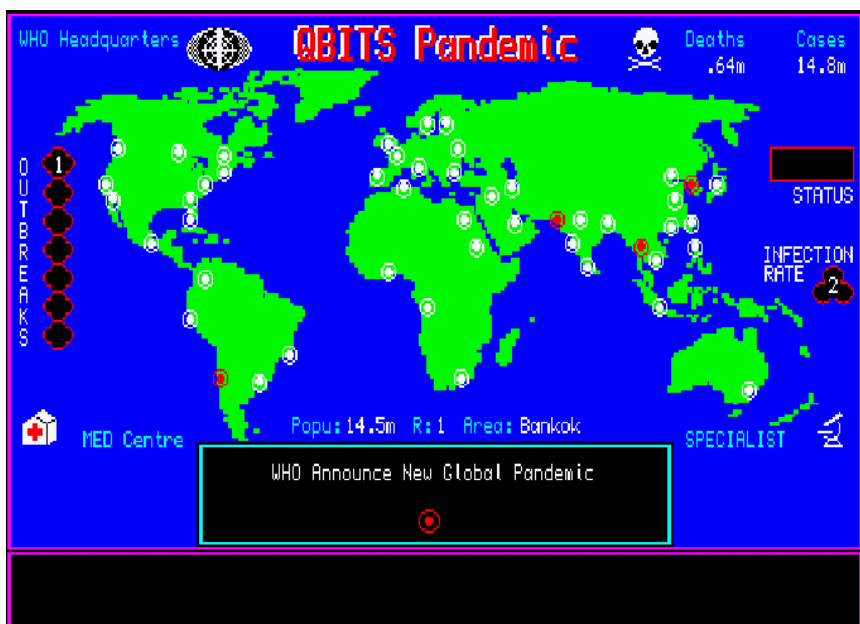 WHO Headquarters
QBITS Pandemic
Deaths Cases
.64m 14.8m
OUTBREAKS
1
STATUS
INFECTION
RATE
2
Popu:14.5m R:1 Area:Bankok
MED Centre
SPECIALIST
WHO Announce New Global Pandemic